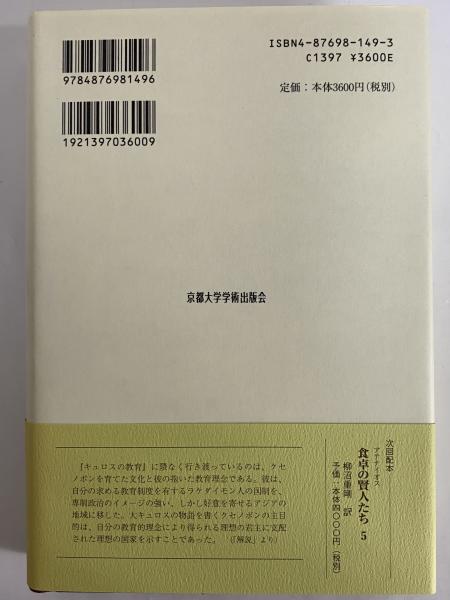 ISBN4-87698-149-3
C1397 ¥3600E
定価：本体3600円(税別)
9784876981496
1921397036009
京都大学学術出版会
次回配本
アテナイオス
食卓の賢人たち 5
柳沼重剛 訳
予価：本体四〇〇〇円（税別）
『キュロスの教育』に隈なく行き渡っているのは、クセ
ノポンを育てた文化と彼の抱いた教育理念である。彼は、
自分の求める教育制度を有するラケダイモン人の国制を、
専制政治のイメージの強い、しかし好意を寄せるアジアの
地域に移した。大キュロスの物語を書くクセノポンの主目
的は、自分の教育的理念により得られる理想の君主に支配
された理想の国家を示すことであった。（「解説」より）